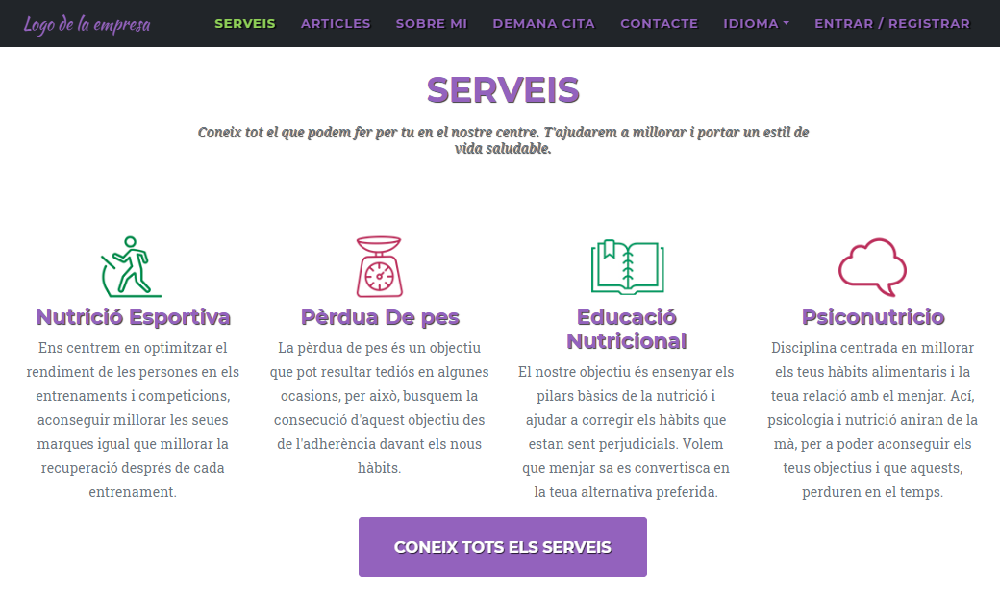 Logo de la empresa
SERVEIS
ARTICLES
SOBRE MI
DEMANA CITA
CONTACTE
IDIOMA
ENTRAR / REGISTRAR
SERVEIS
Coneix tot el que podem fer per tu en el nostre centre. T'ajudarem a millorar i portar un estil de
vida saludable.
Nutrició Esportiva
Ens centrem en optimitzar el
rendiment de les persones en els
entrenaments i competicions,
aconseguir millorar les seues
marques igual que millorar la
recuperació després de cada
entrenament.
Pèrdua De pes
La pèrdua de pes és un objectiu
que pot resultar tediós en algunes
ocasions, per això, busquem la
consecució d'aquest objectiu des
de l'adherència davant els nous
hàbits.
Educació
Nutricional
El nostre objectiu és ensenyar els
pilars bàsics de la nutrició i
ajudar a corregir els hàbits que
estan sent perjudicials. Volem
que menjar sa es convertisca en
la teua alternativa preferida.
Psiconutricio
Disciplina centrada en millorar
els teus hàbits alimentaris i la
teua relació amb el menjar. Ací,
psicologia i nutrició aniran de la
mà, per a poder aconseguir els
teus objectius i que aquests,
perduren en el temps.
CONEIX TOTS ELS SERVEIS